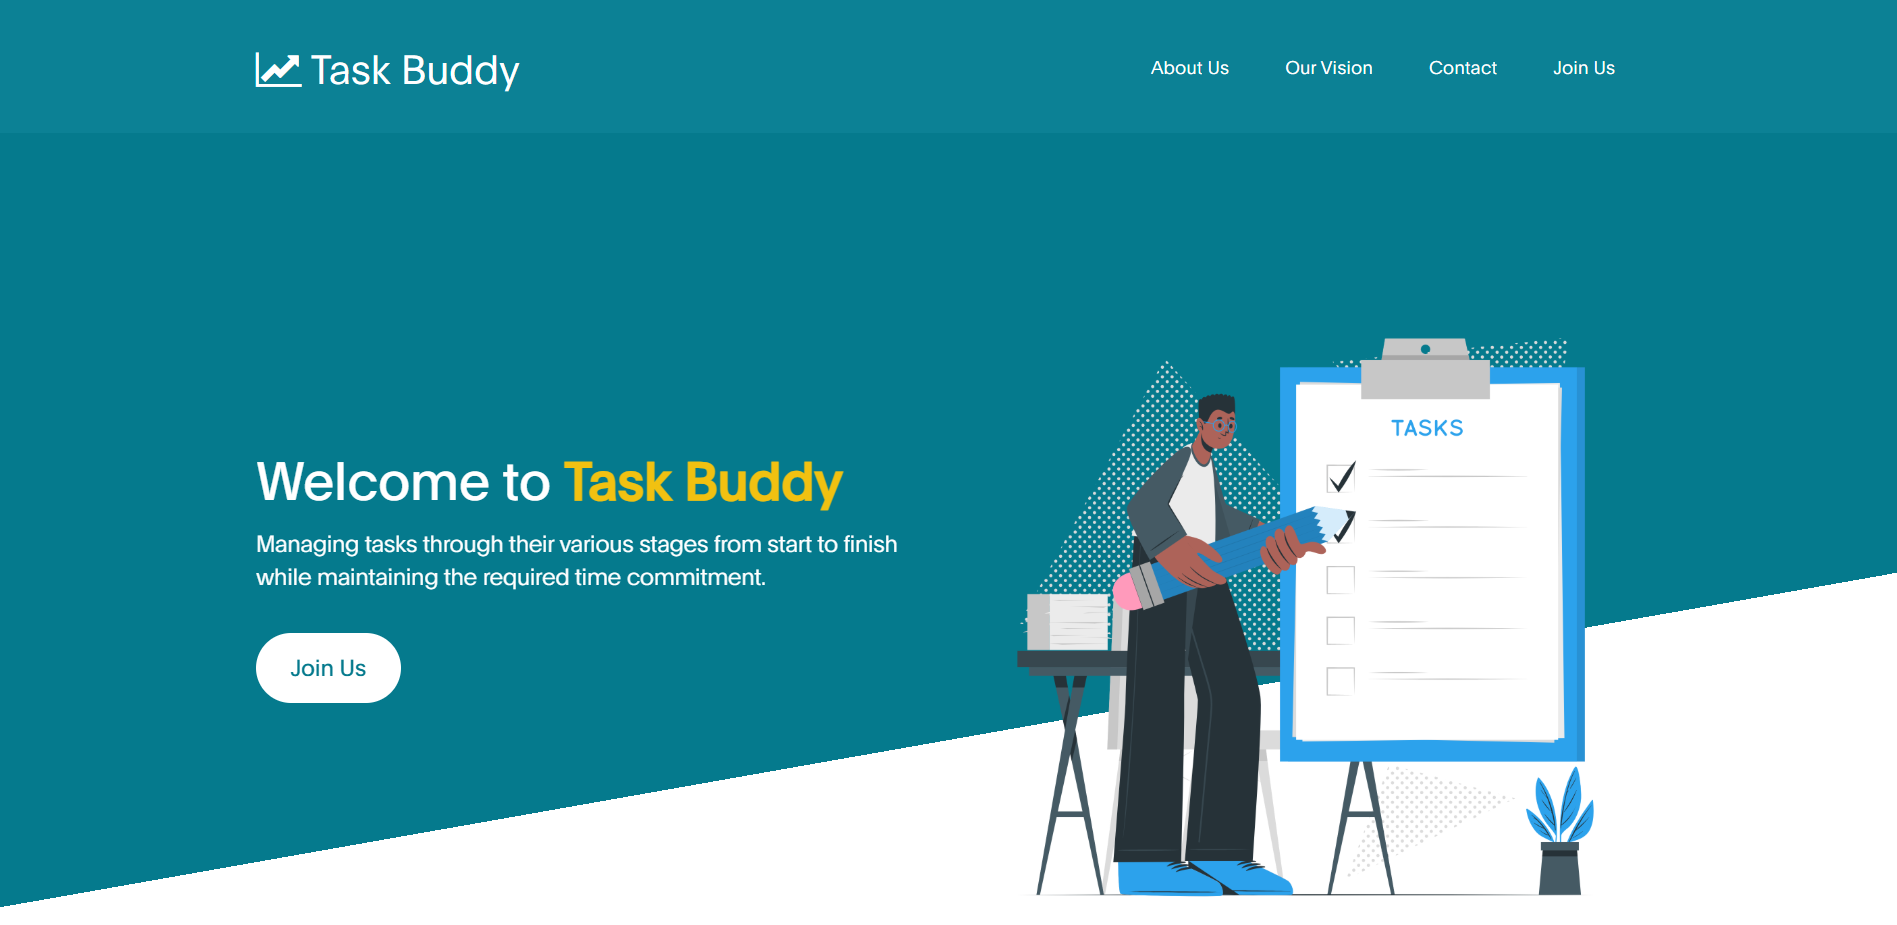 Task Buddy
About Us
Our Vision
Contact
Join Us
Welcome to Task Buddy
Managing tasks through their various stages from start to finish
while maintaining the required time commitment.
Join Us
TASKS